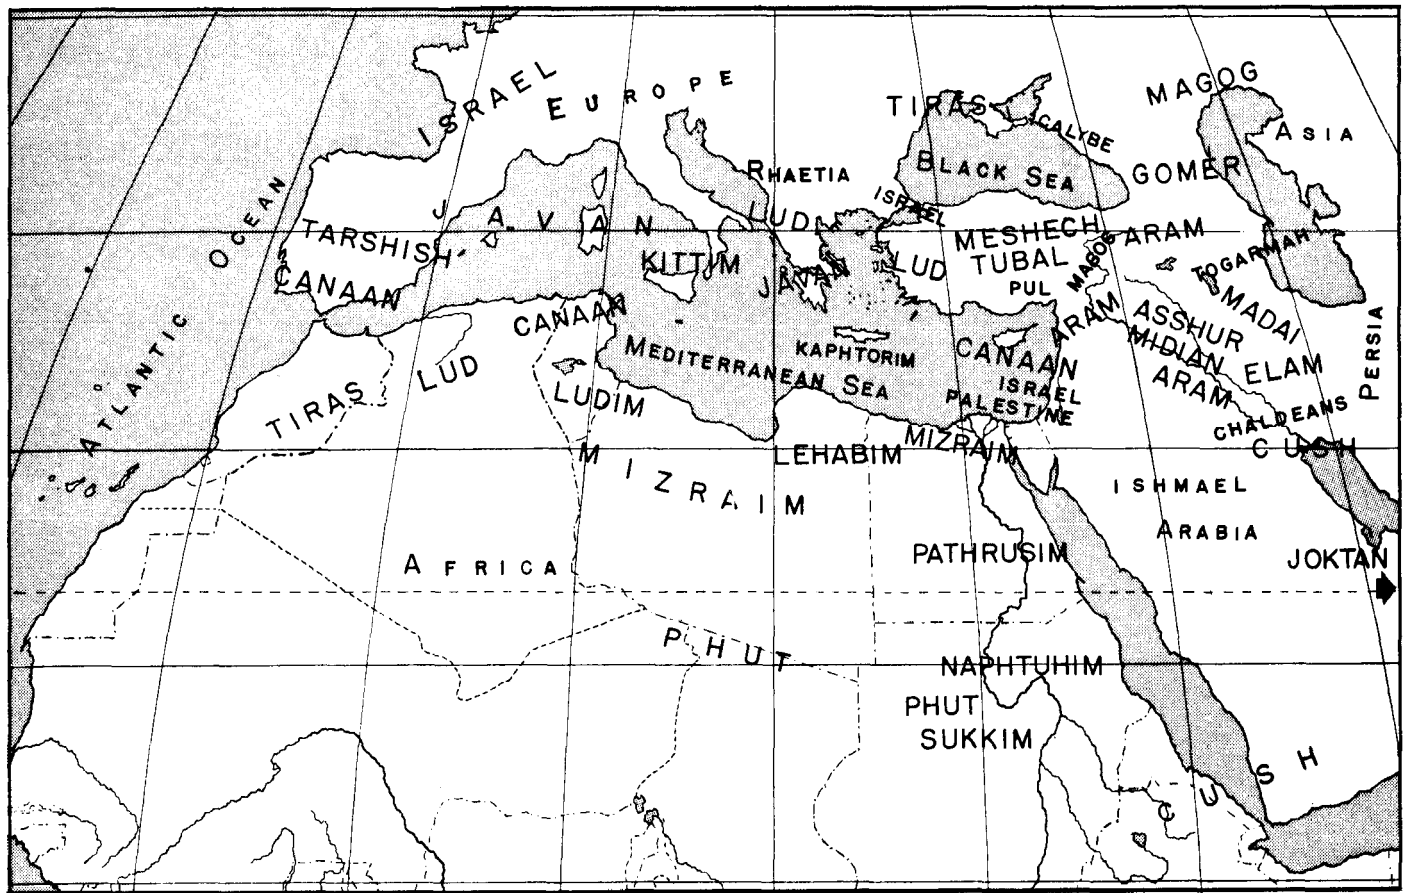 ISRAEL
EUROPE
MAGOG
TIRAS
CALYBE
ASIA
BLACK SEA
RHAETIA
GOMER
ATLANTIC OCEAN
ISRAEL
JAVAN
LUD
TARSHISH
MESHECH
ARAM
KITTIM
LUD
TUBAL
MAGOG
TOGARMAH
CANAAN
JAVAN
PUL
MADAI
CANAAN
ARAM
ASSHUR
PERSIA
MIDIAN
MEDITERRANEAN SEA
KAPHTORIM
CANAAN
ELAM
LUD
ARAM
TIRAS
LUDIM
ISRAEL
PALESTINE
CHALDEANS
MIZRAIM
LEHABIM
MIZRAIM
CUSH
ISHMAEL
ARABIA
AFRICA
PATHRUSIM
JOKTAN
PHUT
NAPHTUHIM
PHUT
SUKKIM
CUSH